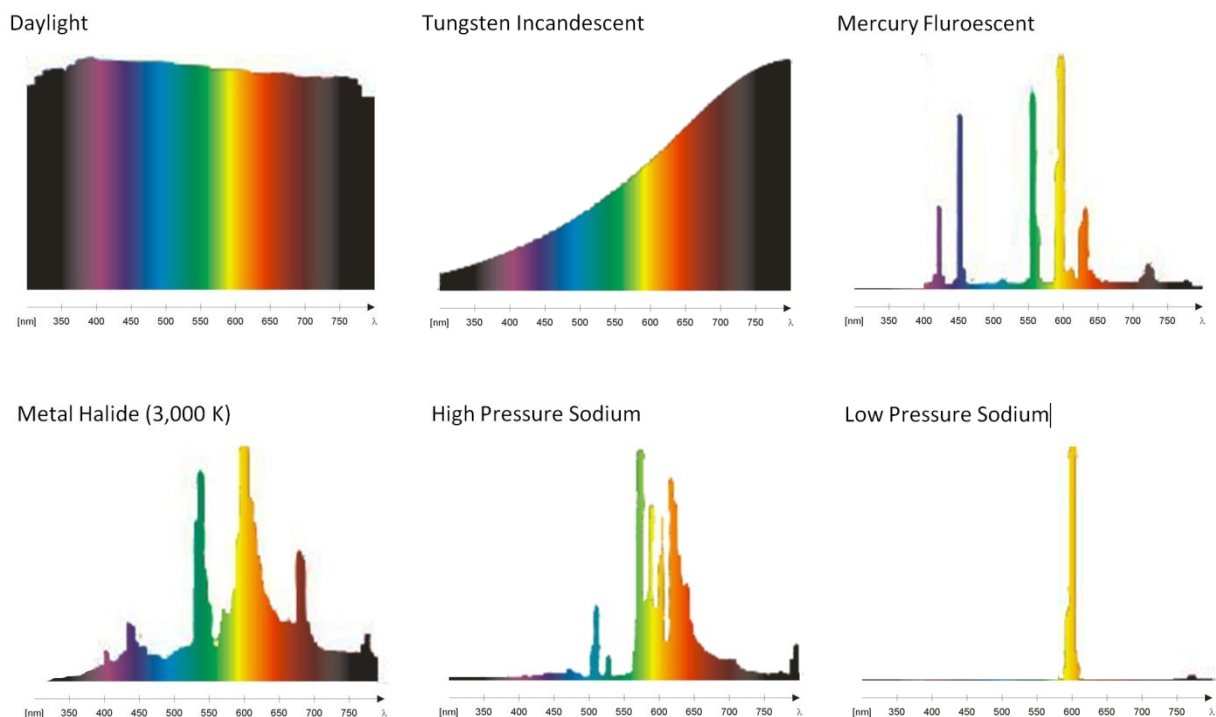 Daylight
Tungsten Incandescent
Mercury Fluroescent
[nm] 350 400 450 500 550 600 650 700 750 λ
[nm] 350 400 450 500 550 600 650 700 750 λ
[nm] 350 400 450 500 550 600 650 700 750 λ
Metal Halide (3,000 K)
High Pressure Sodium
Low Pressure Sodium
[nm] 350 400 450 500 550 600 650 700 750 λ
[nm] 350 400 450 500 550 600 650 700 750 λ
[nm] 350 400 450 500 550 600 650 700 750 λ